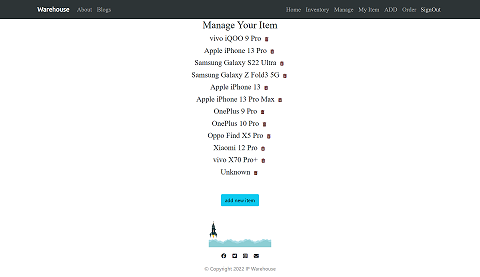 Warehouse About Blogs Home Inventory Manage My Item ADD Order SignOut
Manage Your Item
vivo iQOO 9 Pro
Apple iPhone 13 Pro
Samsung Galaxy S22 Ultra
Samsung Galaxy Z Fold3 5G
Apple iPhone 13
Apple iPhone 13 Pro Max
OnePlus 9 Pro
OnePlus 10 Pro
Oppo Find X5 Pro
Xiaomi 12 Pro
vivo X70 Pro+
Unknown
add new item
© Copyright 2022 IP Warehouse